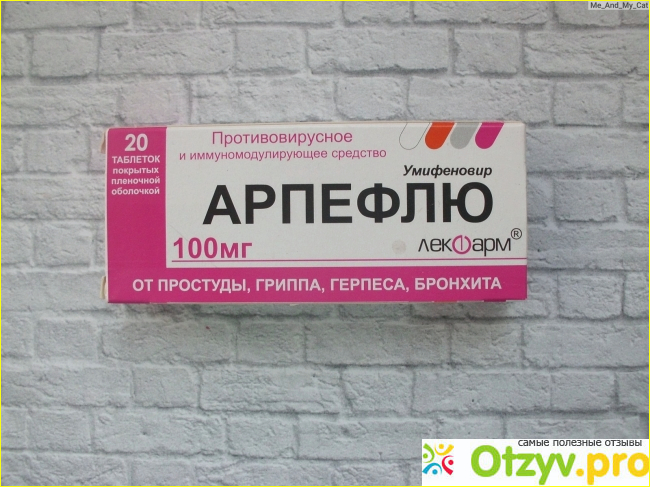 Me_And_My_Cat
20
ТАБЛЕТОК
покрытых
пленочной
оболочкой
Противовирусное
и иммуномодулирующее средство
Умифеновир
АРПЕФЛЮ
100мг
лекФарм®
ОТ ПРОСТУДЫ, ГРИППА, ГЕРПЕСА, БРОНХИТА
самые полезные отзывы
Otzyv.pro